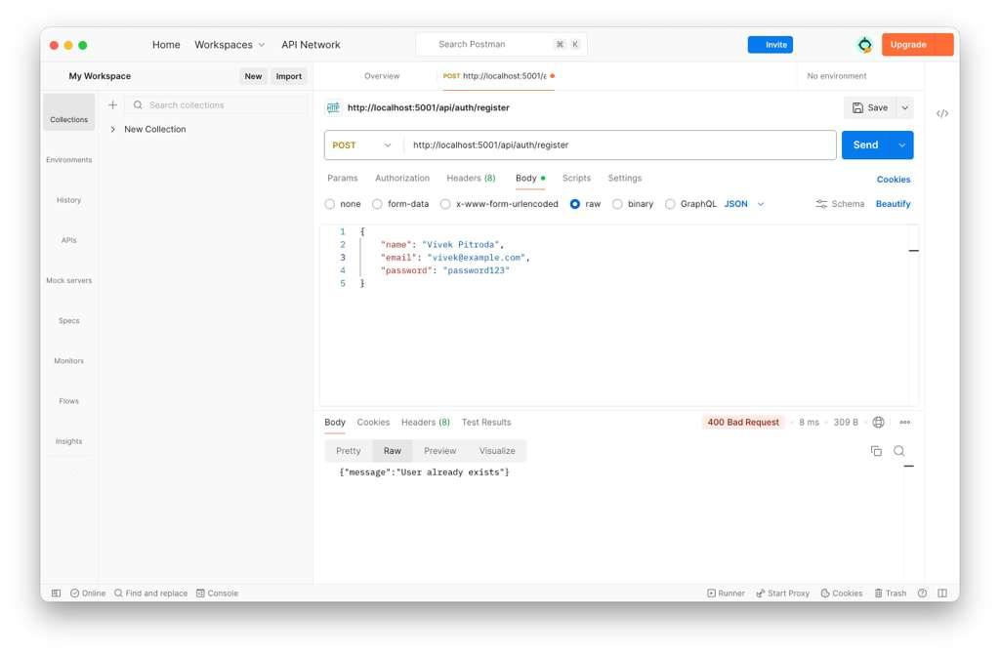 Home Workspaces API Network Search Postman ⌘ K Invite Upgrade
My Workspace New Import Overview POST http://localhost:5001/a No environment
Collections
Search collections
New Collection
Environments
History
APIs
Mock servers
Specs
Monitors
Flows
Insights
HTTP http://localhost:5001/api/auth/register Save
POST http://localhost:5001/api/auth/register Send
Params Authorization Headers (8) Body Scripts Settings Cookies
none form-data x-www-form-urlencoded raw binary GraphQL JSON Schema Beautify
1 {
2 "name": "Vivek Pitroda",
3 "email": "vivek@example.com",
4 "password": "password123"
5 }
Body Cookies Headers (8) Test Results 400 Bad Request 8 ms 309 B
Pretty Raw Preview Visualize
{"message":"User already exists"}
Online Find and replace Console Runner Start Proxy Cookies Trash